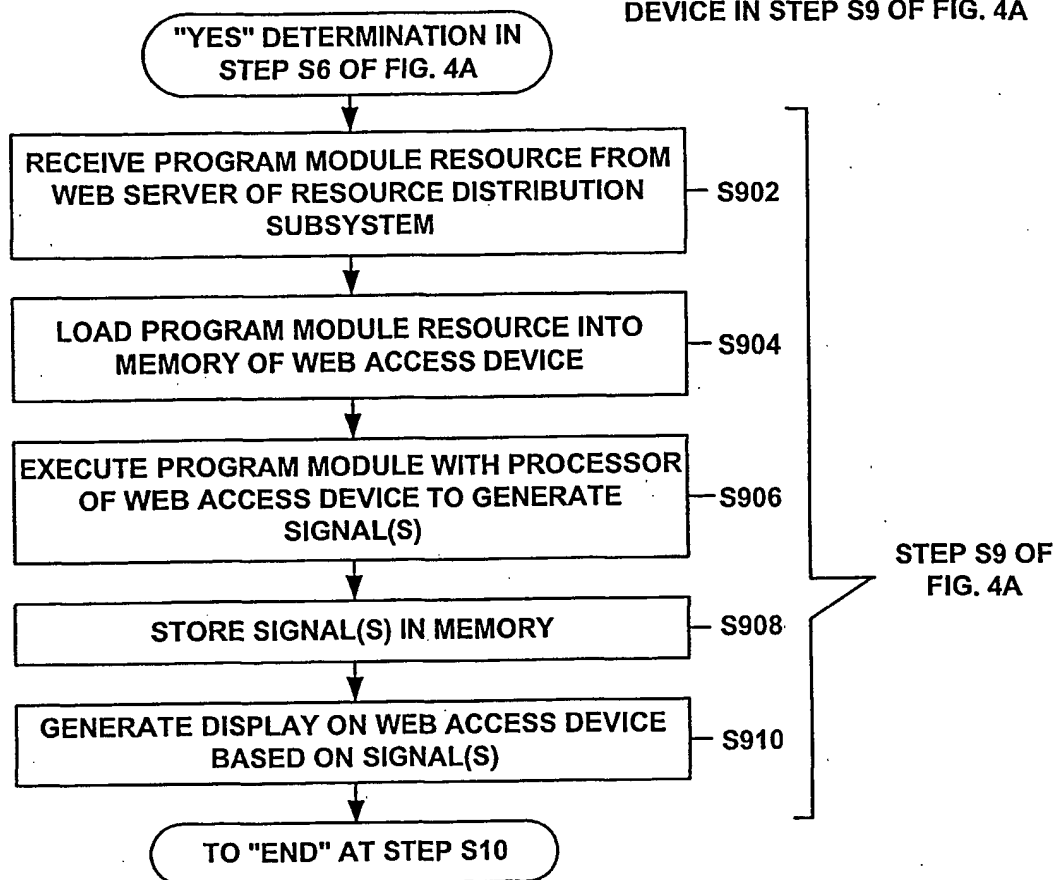 DEVICE IN STEP S9 OF FIG. 4A
"YES" DETERMINATION IN
STEP S6 OF FIG. 4A
RECEIVE PROGRAM MODULE RESOURCE FROM
WEB SERVER OF RESOURCE DISTRIBUTION
SUBSYSTEM
S902
LOAD PROGRAM MODULE RESOURCE INTO
MEMORY OF WEB ACCESS DEVICE
S904
EXECUTE PROGRAM MODULE WITH PROCESSOR
OF WEB ACCESS DEVICE TO GENERATE
SIGNAL(S)
S906
STEP S9 OF
FIG. 4A
STORE SIGNAL(S) IN MEMORY
S908
GENERATE DISPLAY ON WEB ACCESS DEVICE
BASED ON SIGNAL(S)
S910
TO "END" AT STEP S10